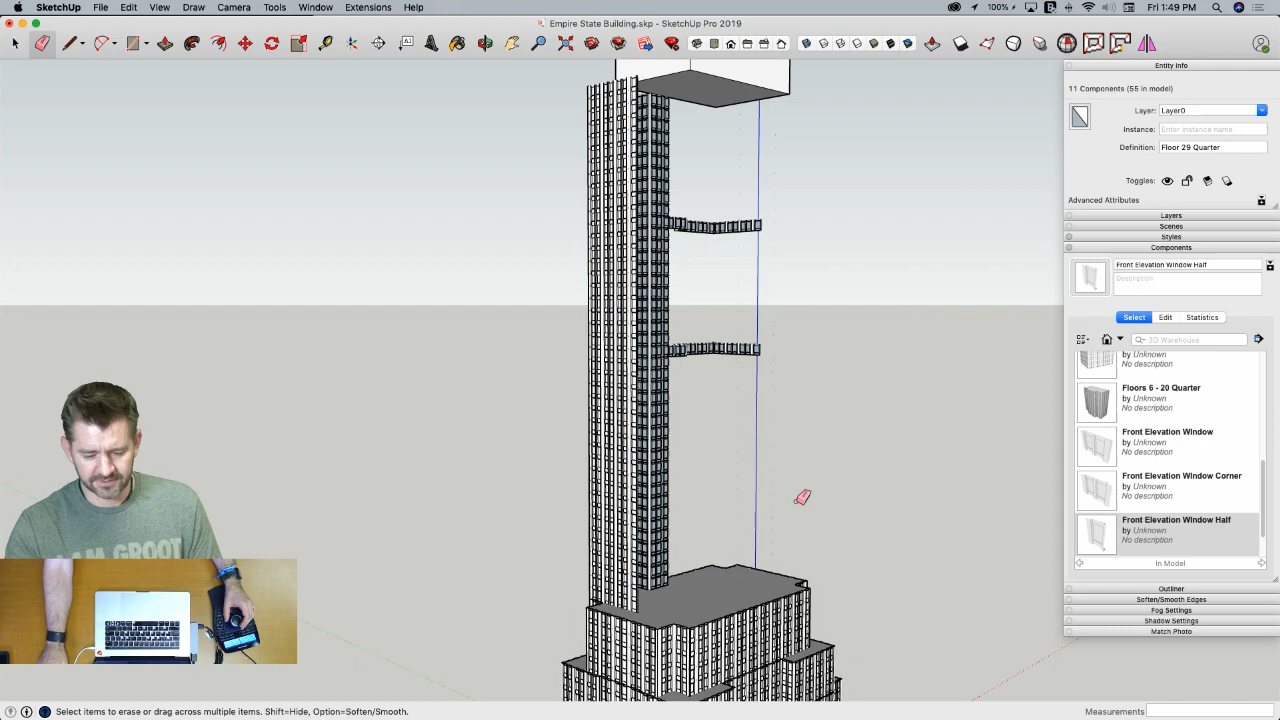 SketchUp File Edit View Draw Camera Tools Window Extensions Help
100% Fri 1:49 PM
Empire State Building.skp - SketchUp Pro 2019
Entity Info
11 Components (55 in model)
Layer: Layer0
Instance: Enter instance name
Definition: Floor 29 Quarter
Toggles:
Advanced Attributes
Layers
Scenes
Styles
Components
Front Elevation Window Half
Description
Select Edit Statistics
3D Warehouse
by Unknown
No description
Floors 6 - 20 Quarter
by Unknown
No description
Front Elevation Window
by Unknown
No description
Front Elevation Window Corner
by Unknown
No description
Front Elevation Window Half
by Unknown
No description
In Model
Outliner
Soften/Smooth Edges
Fog Settings
Shadow Settings
Match Photo
I AM GROOT
Select items to erase or drag across multiple items. Shift=Hide, Option=Soften/Smooth.
Measurements